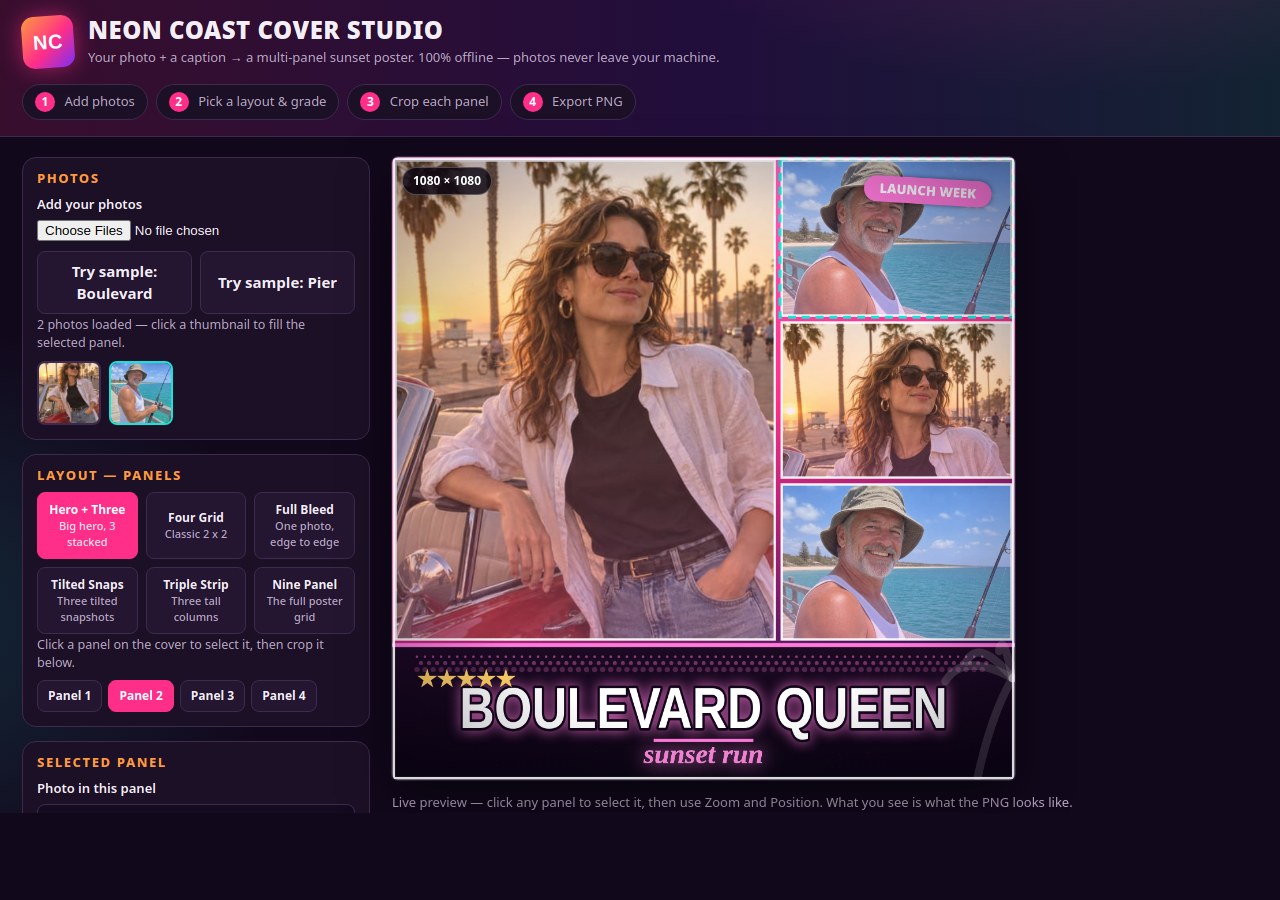 NC
NEON COAST COVER STUDIO
Your photo + a caption → a multi-panel sunset poster. 100% offline — photos never leave your machine.
1 Add photos
2 Pick a layout & grade
3 Crop each panel
4 Export PNG
PHOTOS
Add your photos
Choose Files No file chosen
Try sample:
Boulevard
Try sample: Pier
2 photos loaded — click a thumbnail to fill the
selected panel.
LAYOUT — PANELS
Hero + Three
Big hero, 3
stacked
Four Grid
Classic 2 x 2
Full Bleed
One photo,
edge to edge
Tilted Snaps
Three tilted
snapshots
Triple Strip
Three tall
columns
Nine Panel
The full poster
grid
Click a panel on the cover to select it, then crop it
below.
Panel 1
Panel 2
Panel 3
Panel 4
SELECTED PANEL
Photo in this panel
1080 × 1080
LAUNCH WEEK
★★★★★
BOULEVARD QUEEN
sunset run
Live preview — click any panel to select it, then use Zoom and Position. What you see is what the PNG looks like.